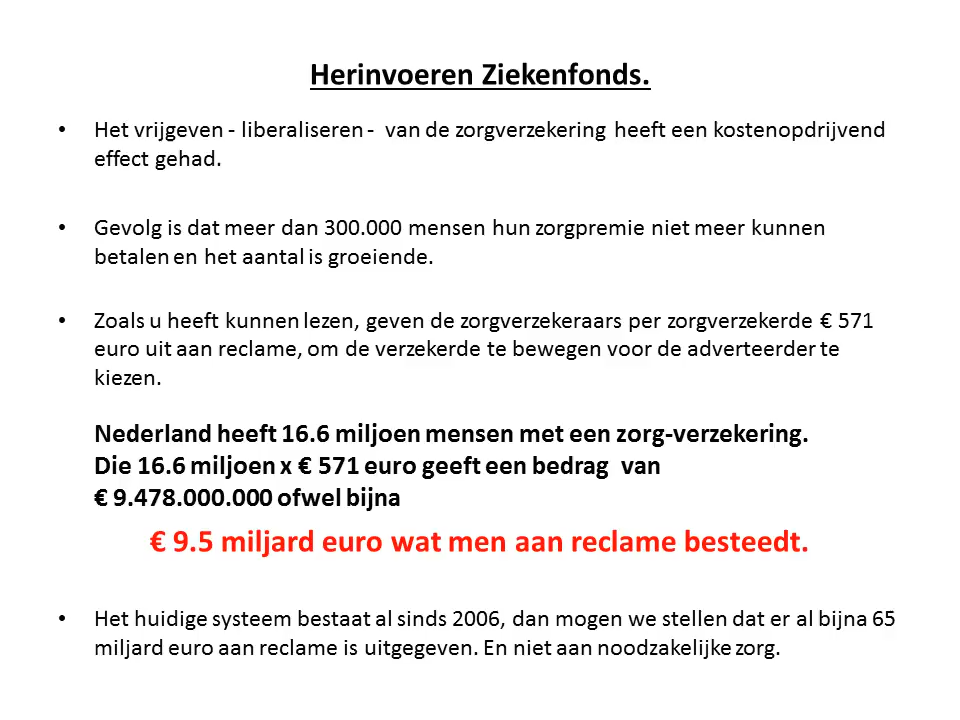 Herinvoeren Ziekenfonds.
• Het vrijgeven - liberaliseren - van de zorgverzekering heeft een kostenopdrijvend
effect gehad.
• Gevolg is dat meer dan 300.000 mensen hun zorgpremie niet meer kunnen
betalen en het aantal is groeiende.
• Zoals u heeft kunnen lezen, geven de zorgverzekeraars per zorgverzekerde € 571
euro uit aan reclame, om de verzekerde te bewegen voor de adverteerder te
kiezen.
Nederland heeft 16.6 miljoen mensen met een zorg-verzekering.
Die 16.6 miljoen x € 571 euro geeft een bedrag van
€ 9.478.000.000 ofwel bijna
€ 9.5 miljard euro wat men aan reclame besteedt.
• Het huidige systeem bestaat al sinds 2006, dan mogen we stellen dat er al bijna 65
miljard euro aan reclame is uitgegeven. En niet aan noodzakelijke zorg.